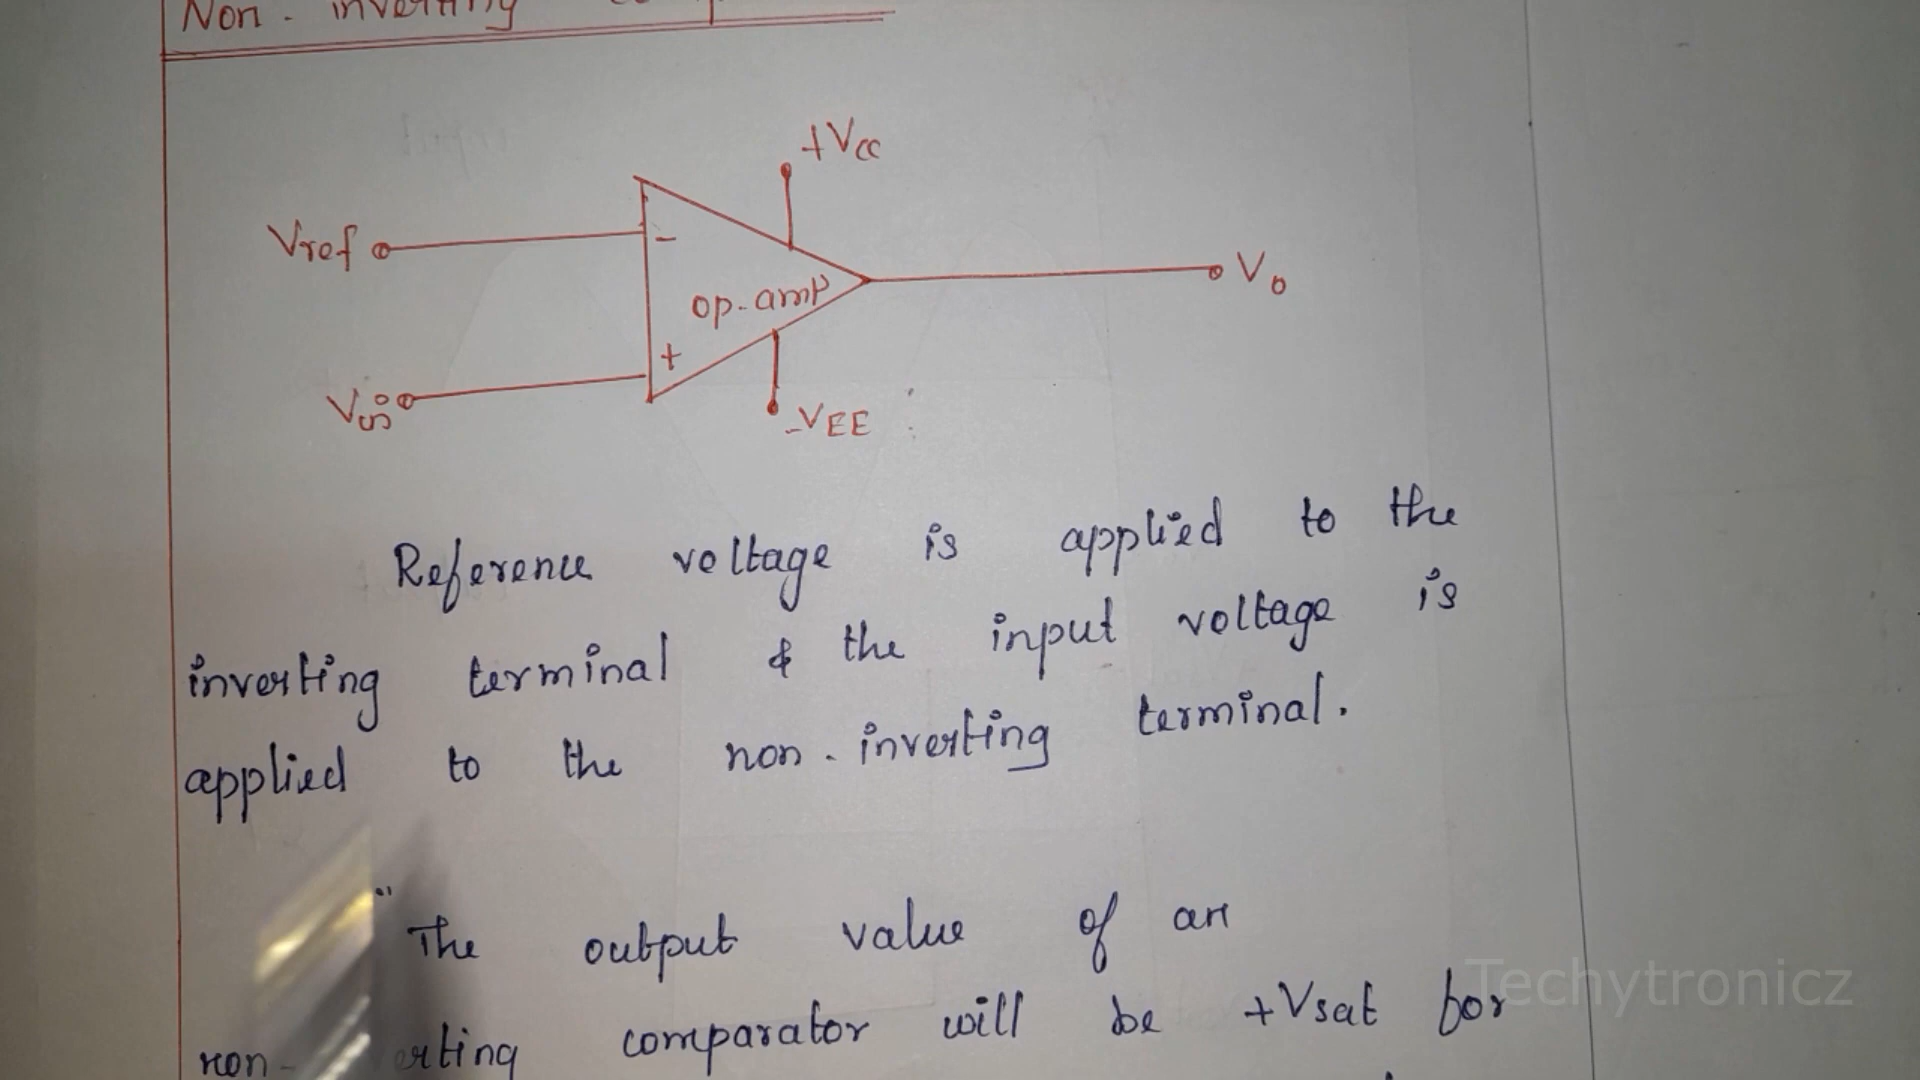 Non - inverting
+Vcc
Vref
-
op-amp
Vo
+
Vin
-VEE
Reference voltage is applied to the
inverting terminal & the input voltage is
applied to the non - inverting terminal.
"The output value of an
non- erting comparator will be +Vsat for
Techytronicz